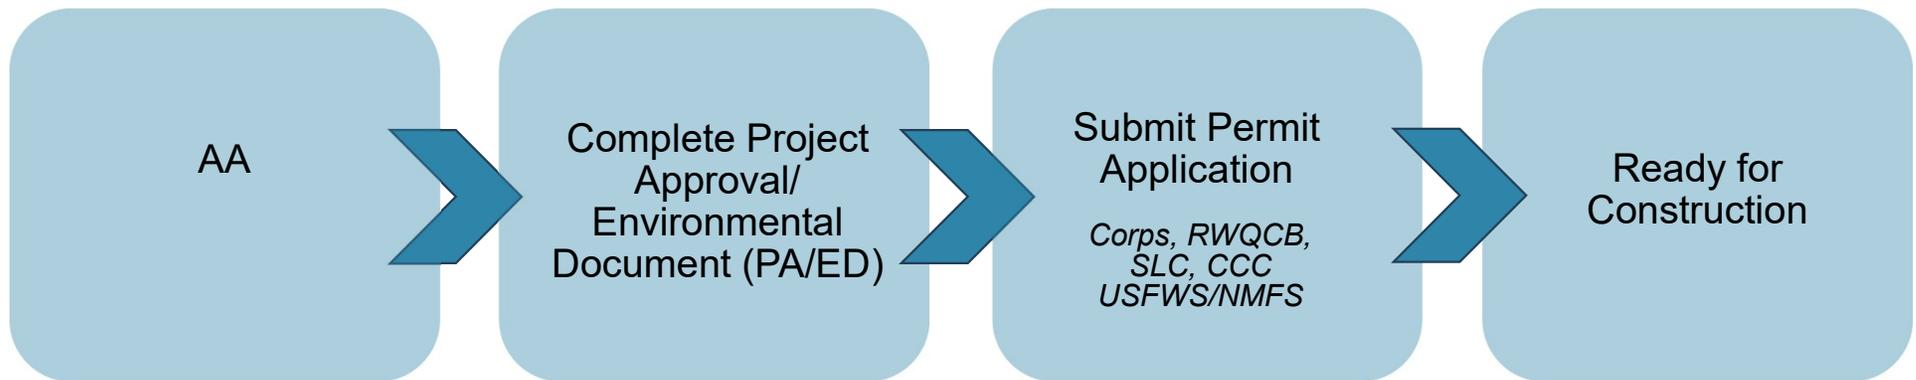 AA
Complete Project
Approval/
Environmental
Document (PA/ED)
Submit Permit
Application
Corps, RWQCB,
SLC, CCC
USFWS/NMFS
Ready for
Construction